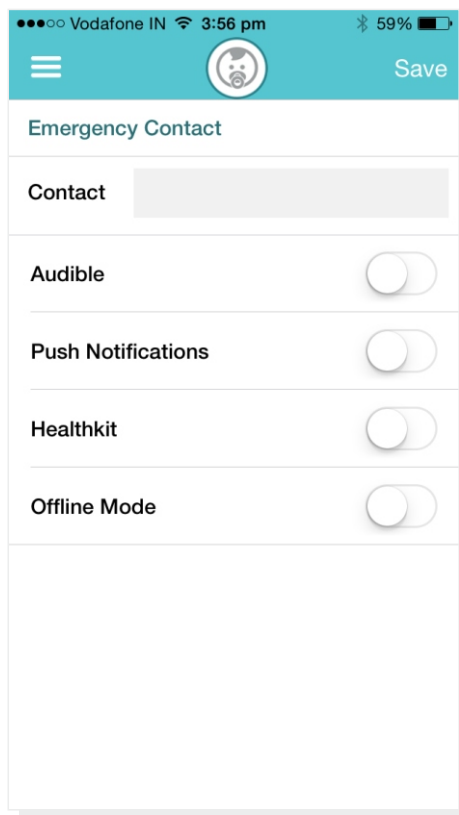 Vodafone IN 3:56 pm 59%
Save
Emergency Contact
Contact
Audible
Push Notifications
Healthkit
Offline Mode